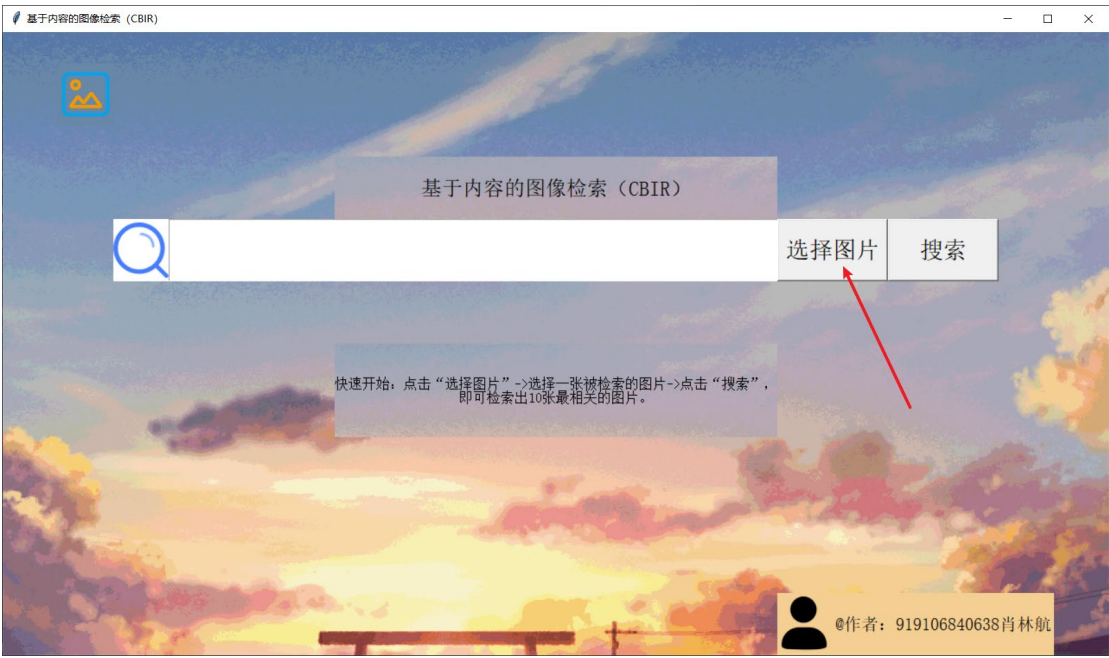 基于内容的图像检索 (CBIR)
基于内容的图像检索（CBIR）
选择图片
搜索
快速开始：点击“选择图片”->选择一张被检索的图片->点击“搜索”，
即可检索出10张最相关的图片。
@作者：919106840638肖林航